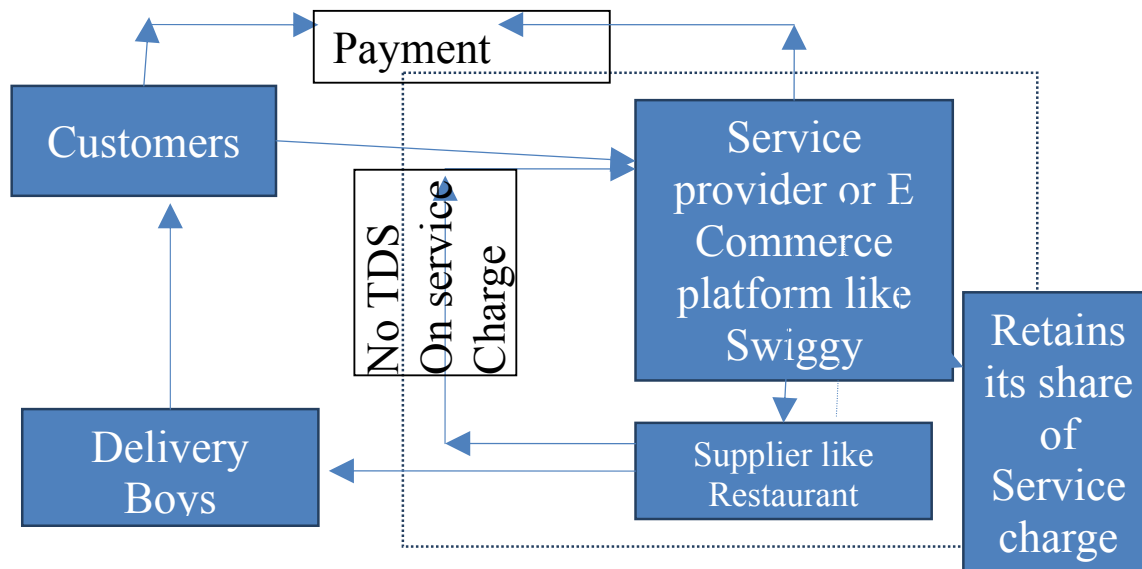 Payment
Customers
Service
provider or E
Commerce
platform like
Swiggy
No TDS
On service
Charge
Retains
its share
of
Service
charge
Delivery
Boys
Supplier like
Restaurant